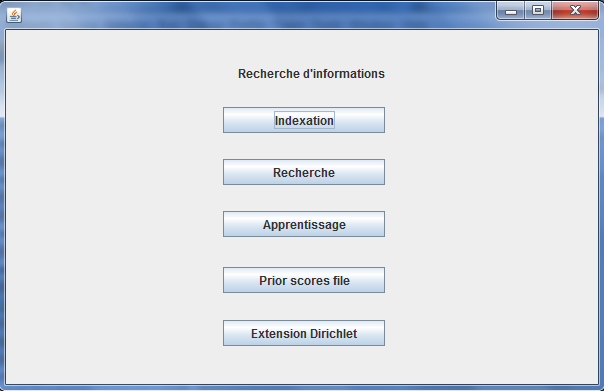 Recherche d'informations
Indexation
Recherche
Apprentissage
Prior scores file
Extension Dirichlet